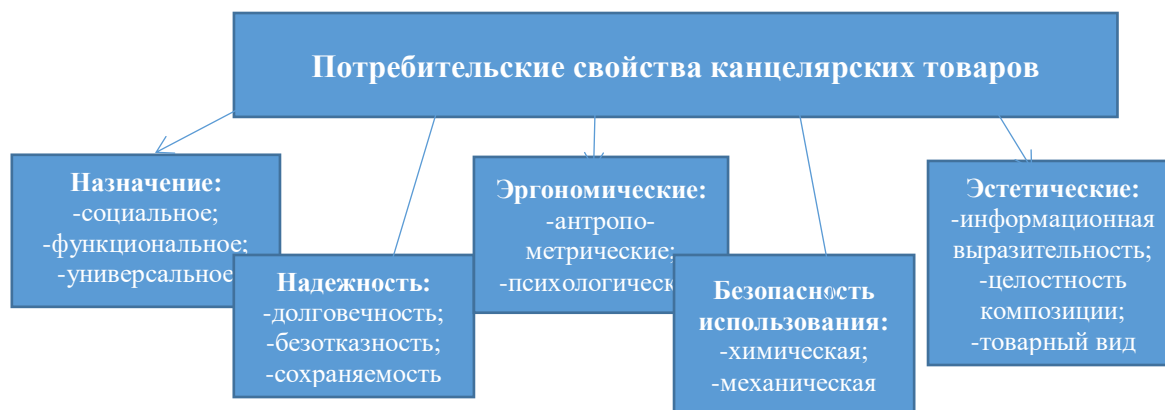 Потребительские свойства канцелярских товаров
Назначение:
-социальное;
-функциональное;
-универсальное
Надежность:
-долговечность;
-безотказность;
-сохраняемость
Эргономические:
-антропо-
метрические;
Безопасность
использования:
-химическая;
-механическая
Эстетические:
-информационная
выразительность;
-целостность
композиции;
-товарный вид